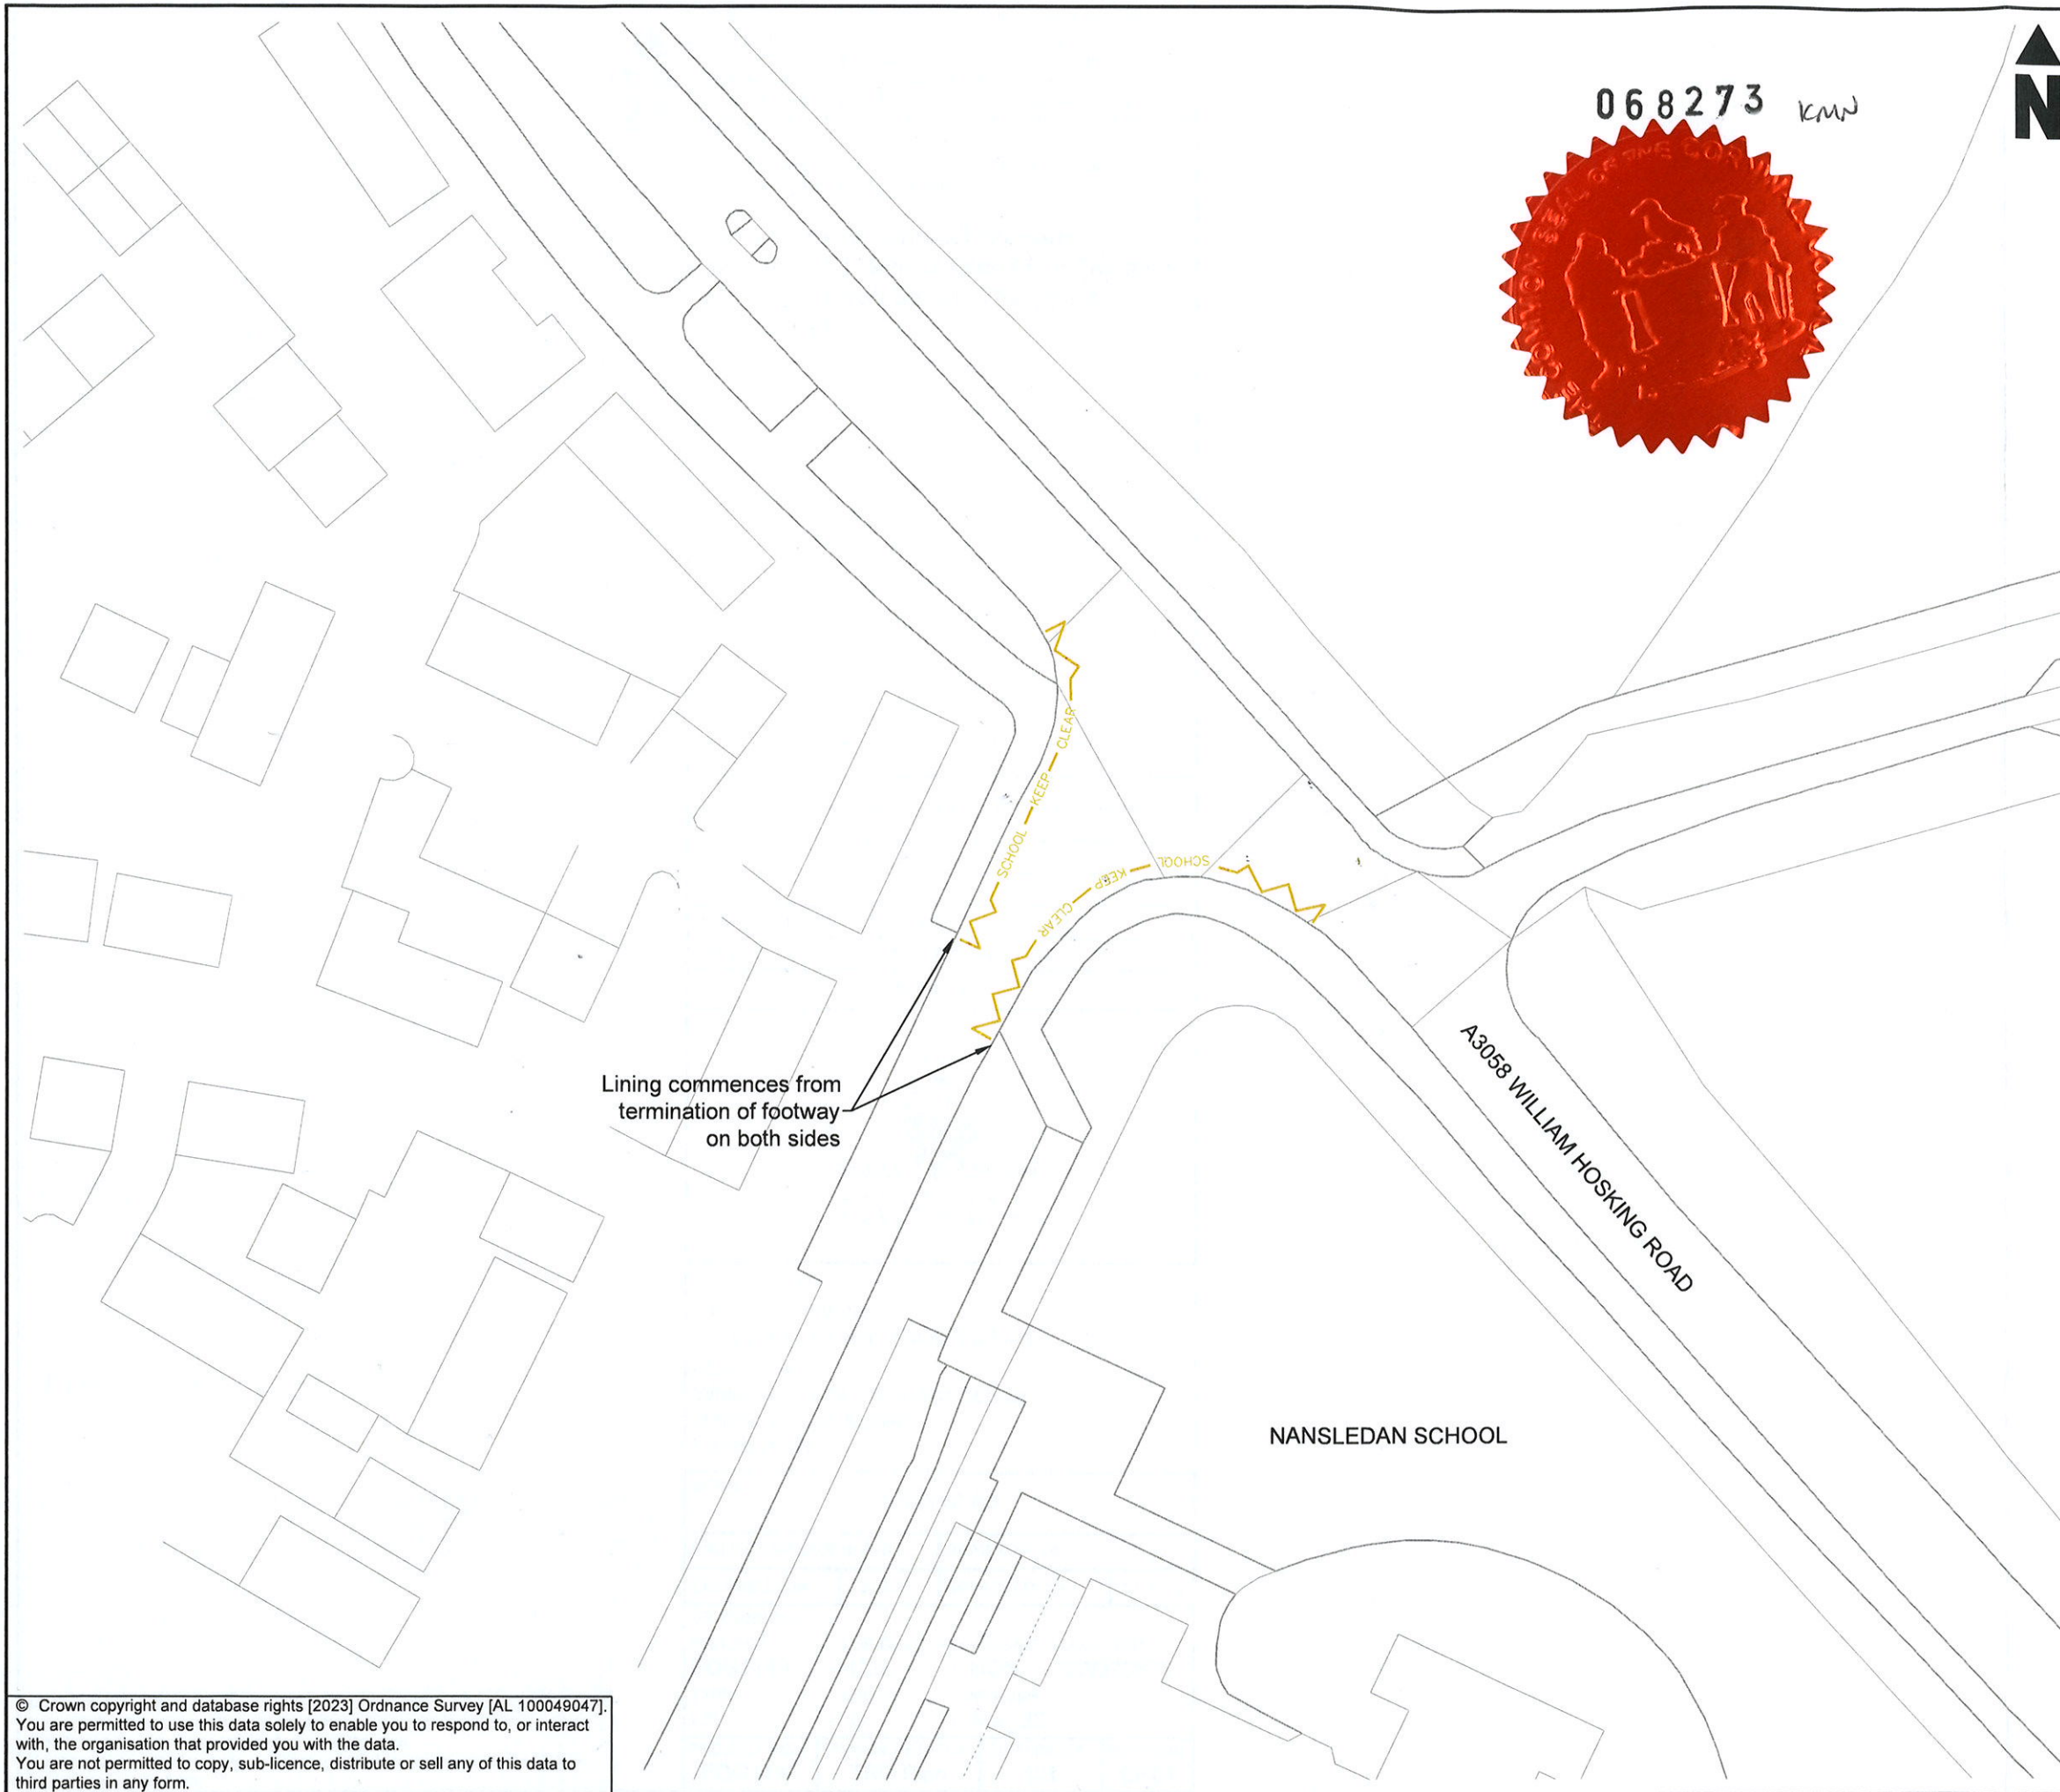 068273 KMN
N
SCHOOL KEEP CLEAR
SCHOOL KEEP CLEAR
Lining commences from
termination of footway
on both sides
A3058 WILLIAM HOSKING ROAD
NANSLEDAN SCHOOL
© Crown copyright and database rights [2023] Ordnance Survey [AL 100049047].
You are permitted to use this data solely to enable you to respond to, or interact
with, the organisation that provided you with the data.
You are not permitted to copy, sub-licence, distribute or sell any of this data to
third parties in any form.